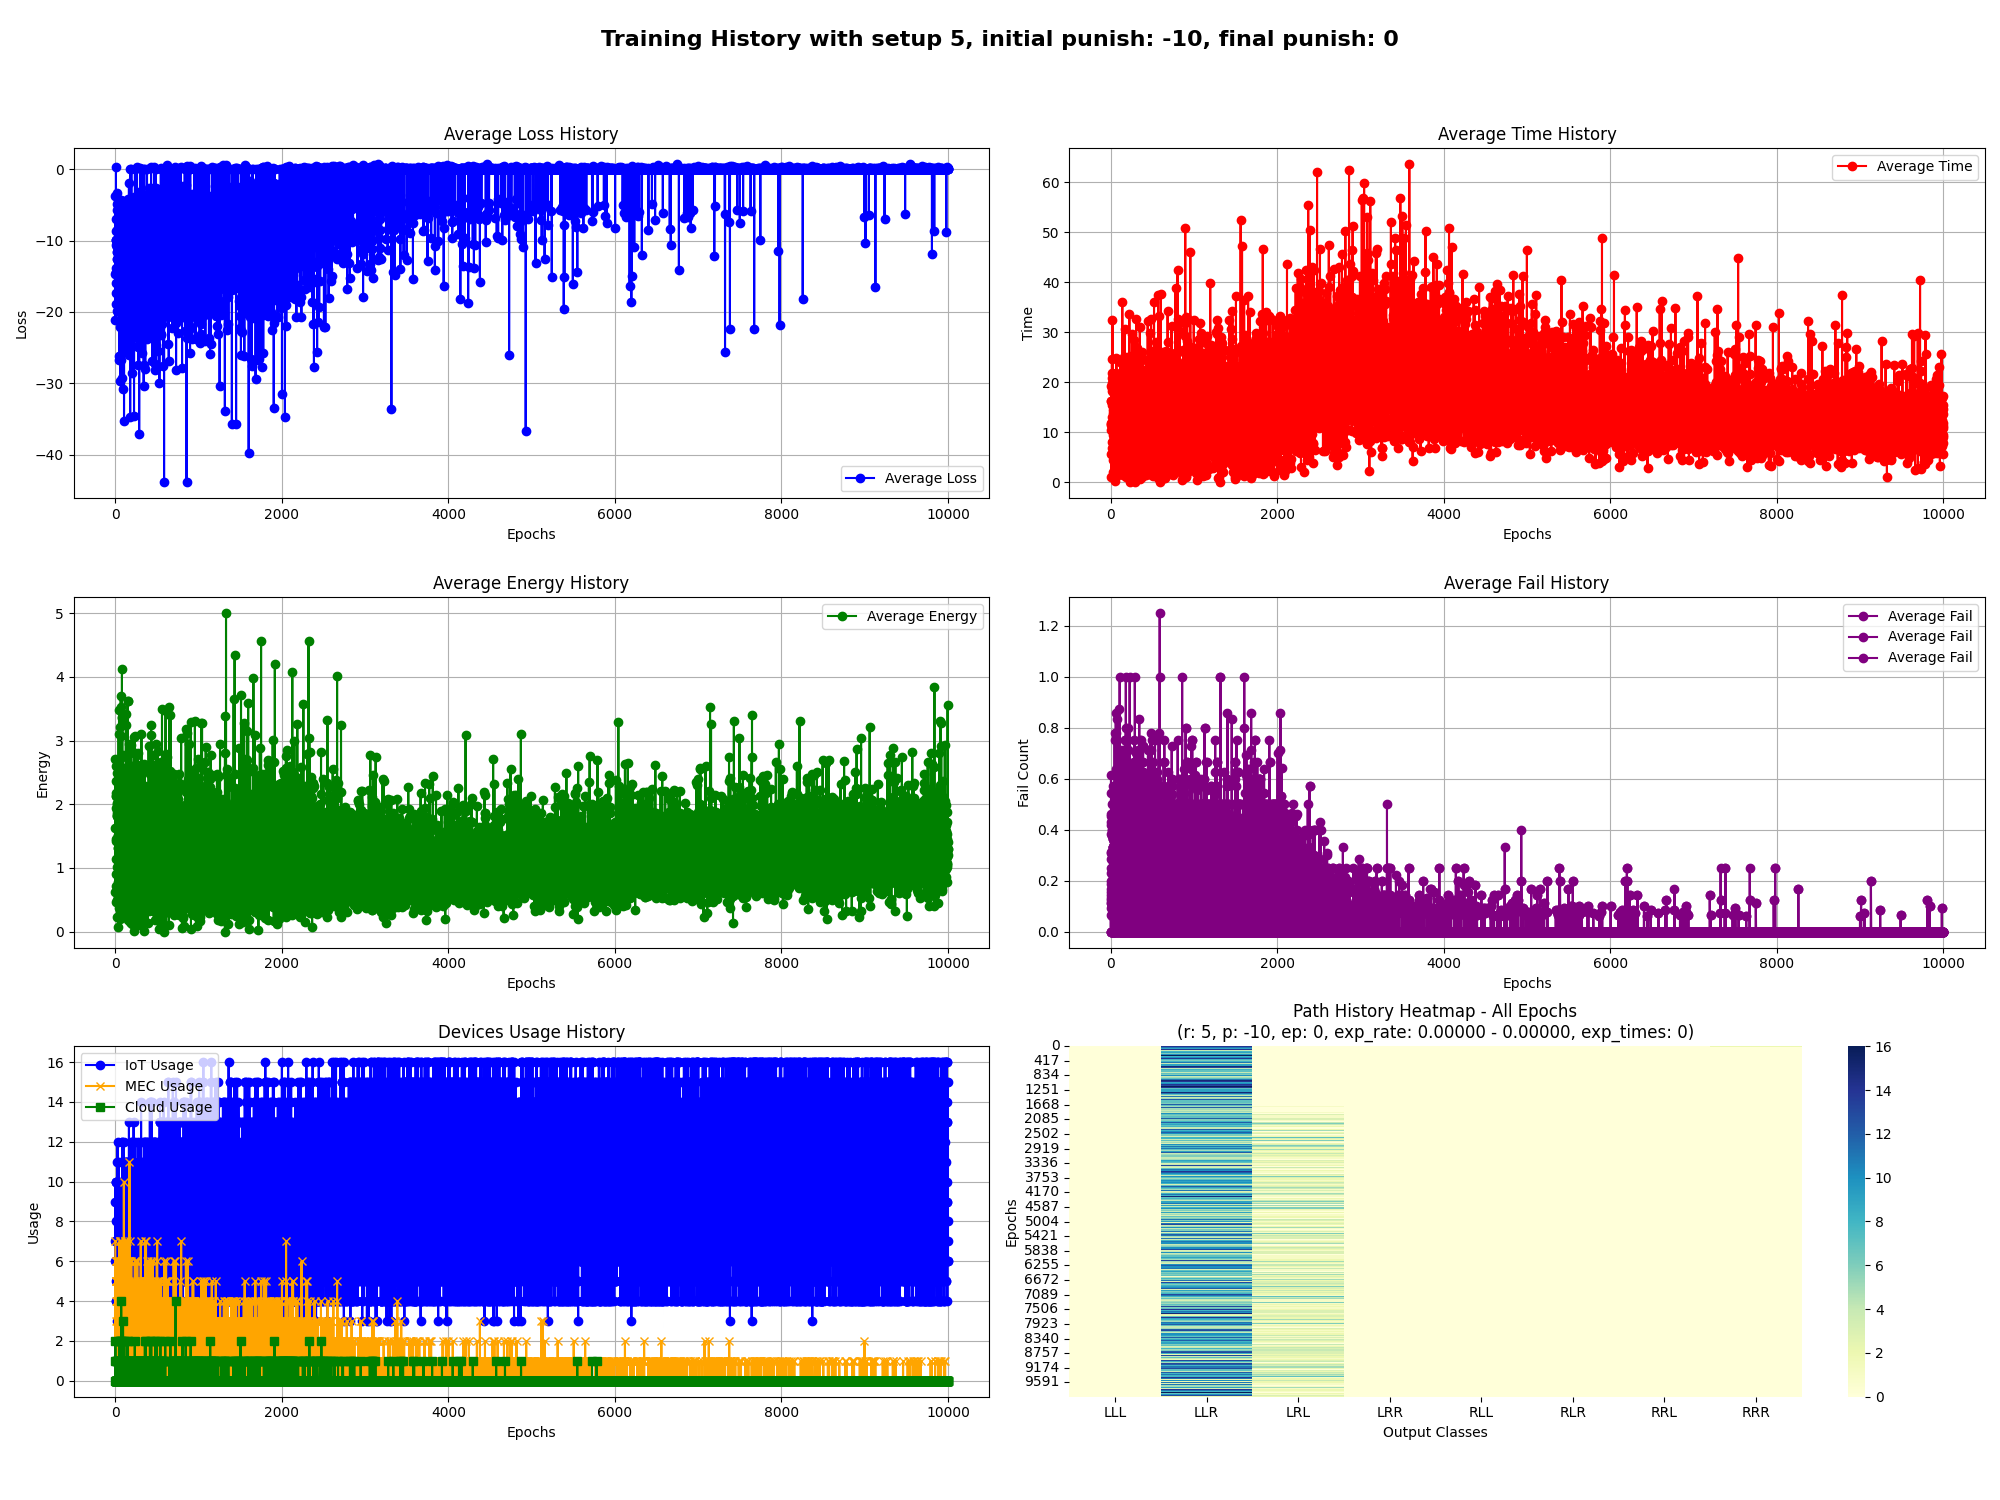 Training History with setup 5, initial punish: -10, final punish: 0
Average Loss History
0
−10
−20
−30
−40
Loss
Average Loss
0 2000 4000 6000 8000 10000
Epochs
Average Time History
60
50
40
30
20
10
0
Time
Average Time
0 2000 4000 6000 8000 10000
Epochs
Average Energy History
5
4
3
2
1
0
Energy
Average Energy
0 2000 4000 6000 8000 10000
Epochs
Average Fail History
1.2
1.0
0.8
0.6
0.4
0.2
0.0
Fail Count
Average Fail
Average Fail
Average Fail
0 2000 4000 6000 8000 10000
Epochs
Devices Usage History
16
14
12
10
8
6
4
2
0
Usage
IoT Usage
MEC Usage
Cloud Usage
0 2000 4000 6000 8000 10000
Epochs
Path History Heatmap - All Epochs
(r: 5, p: -10, ep: 0, exp_rate: 0.00000 - 0.00000, exp_times: 0)
0
417
834
1251
1668
2085
2502
2919
3336
3753
4170
4587
5004
5421
5838
6255
6672
7089
7506
7923
8340
8757
9174
9591
Epochs
LLL LLR LRL LRR RLL RLR RRL RRR
Output Classes
16
14
12
10
8
6
4
2
0